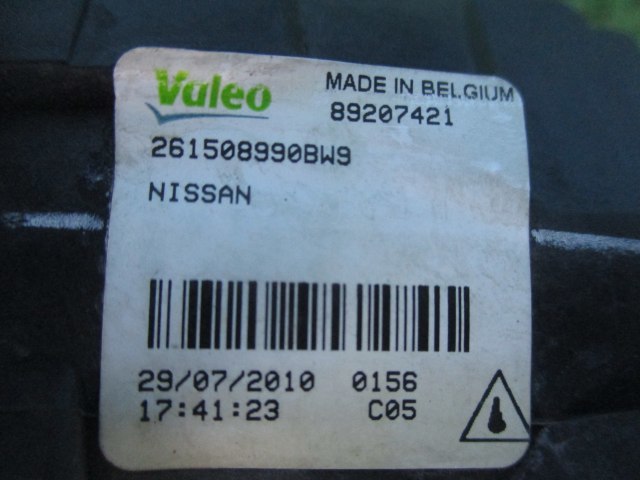 Valeo MADE IN BELGIUM
89207421
261508990BW9
NISSAN
29/07/2010 0156
17:41:23 C05